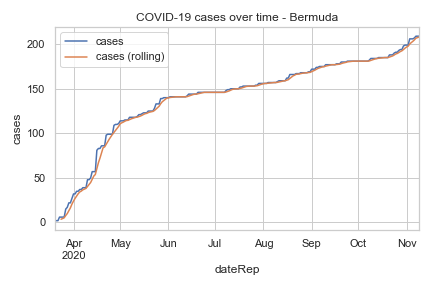 COVID-19 cases over time - Bermuda
cases
cases (rolling)
200
150
100
50
0
cases
Apr May Jun Jul Aug Sep Oct Nov
2020
dateRep